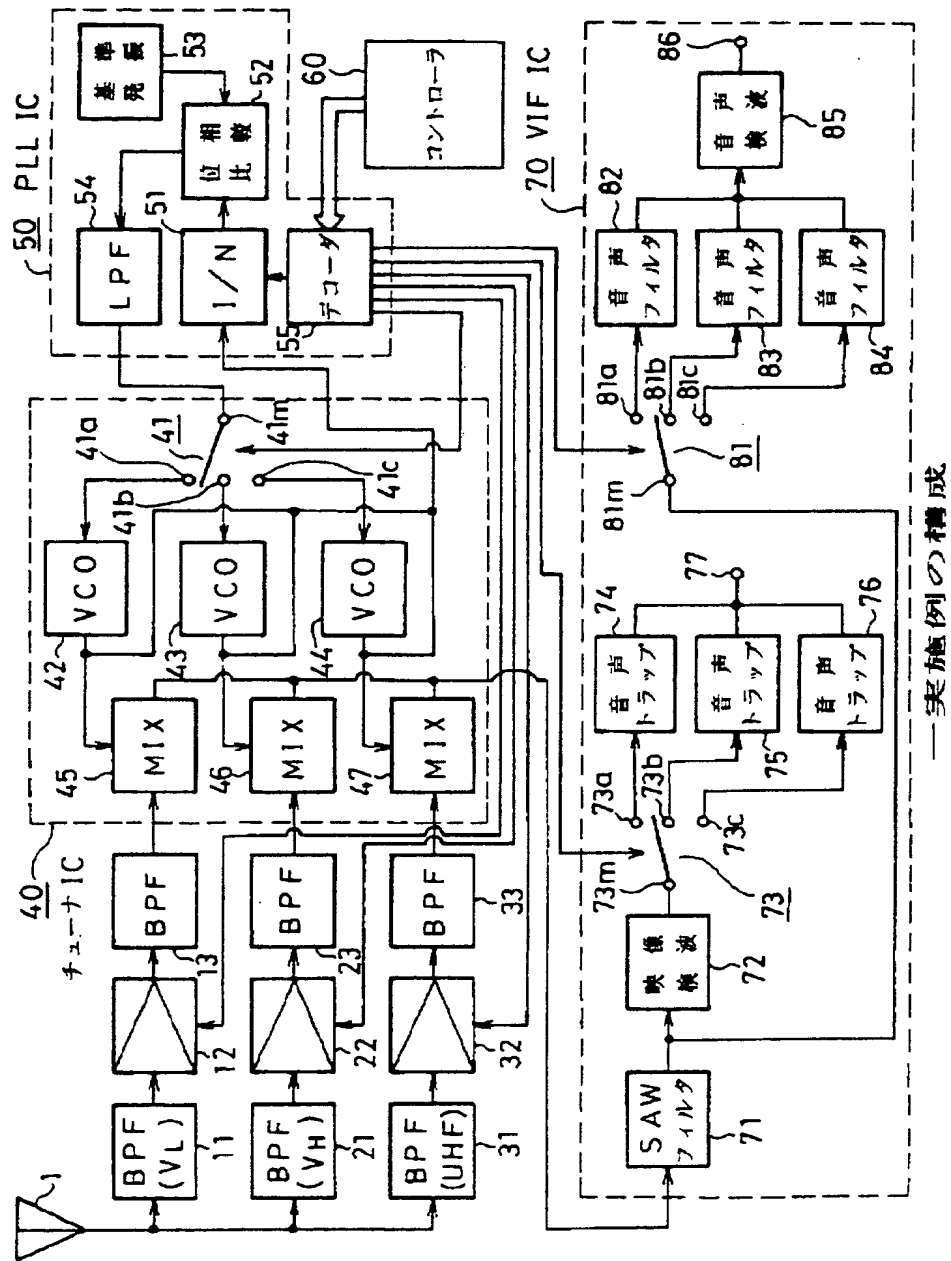 50 PLL IC
54
LPF
基準
発振
53
51
1/N
位相
比較
52
55
デコーダ
60
コントローラ
40
チューナIC
42
VCO
41a
41
41m
41b
41c
43
VCO
44
VCO
45
MIX
46
MIX
47
MIX
1
BPF
(VL)
11
12
BPF
13
BPF
(VH)
21
22
BPF
23
BPF
(UHF)
31
32
BPF
33
70 VIF IC
SAW
フィルタ
71
映像
検波
72
73m
73
73a
73b
73c
74
音声
トラップ
音声
トラップ
75
音声
トラップ
76
77
81m
81
81a
81b
81c
音声
フィルタ
82
音声
フィルタ
83
音声
フィルタ
84
音声
検波
85
86
一実施例の構成